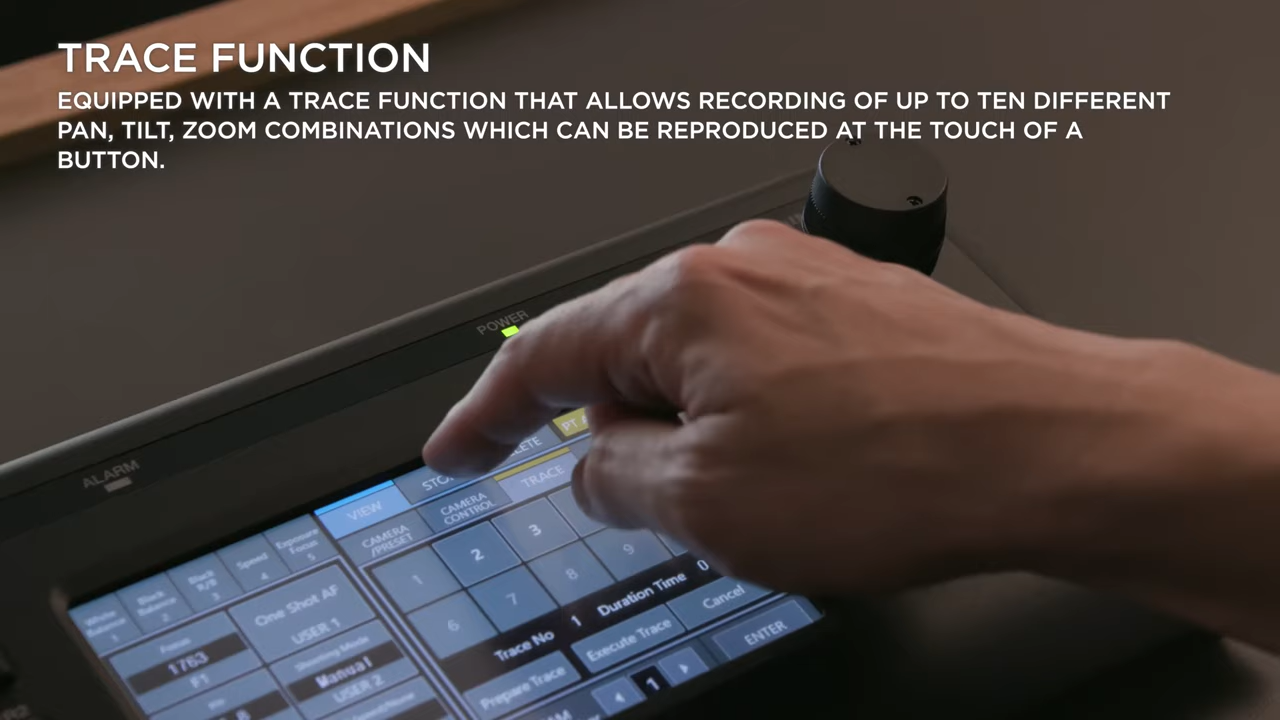 TRACE FUNCTION
EQUIPPED WITH A TRACE FUNCTION THAT ALLOWS RECORDING OF UP TO TEN DIFFERENT
PAN, TILT, ZOOM COMBINATIONS WHICH CAN BE REPRODUCED AT THE TOUCH OF A
BUTTON.
POWER
ALARM
VIEW
CAMERA
/PRESET
CAMERA
CONTROL
TRACE
White
Balance
1
Black
Balance
2
Black
R/B
3
Speed
4
Exposure
Focus
5
1
2
3
6
7
8
9
Focus
1763
F1
One Shot AF
USER 1
Shooting Mode
Manual
USER 2
Trace No 1 Duration Time 0
Prepare Trace
Execute Trace
Cancel
1
ENTER